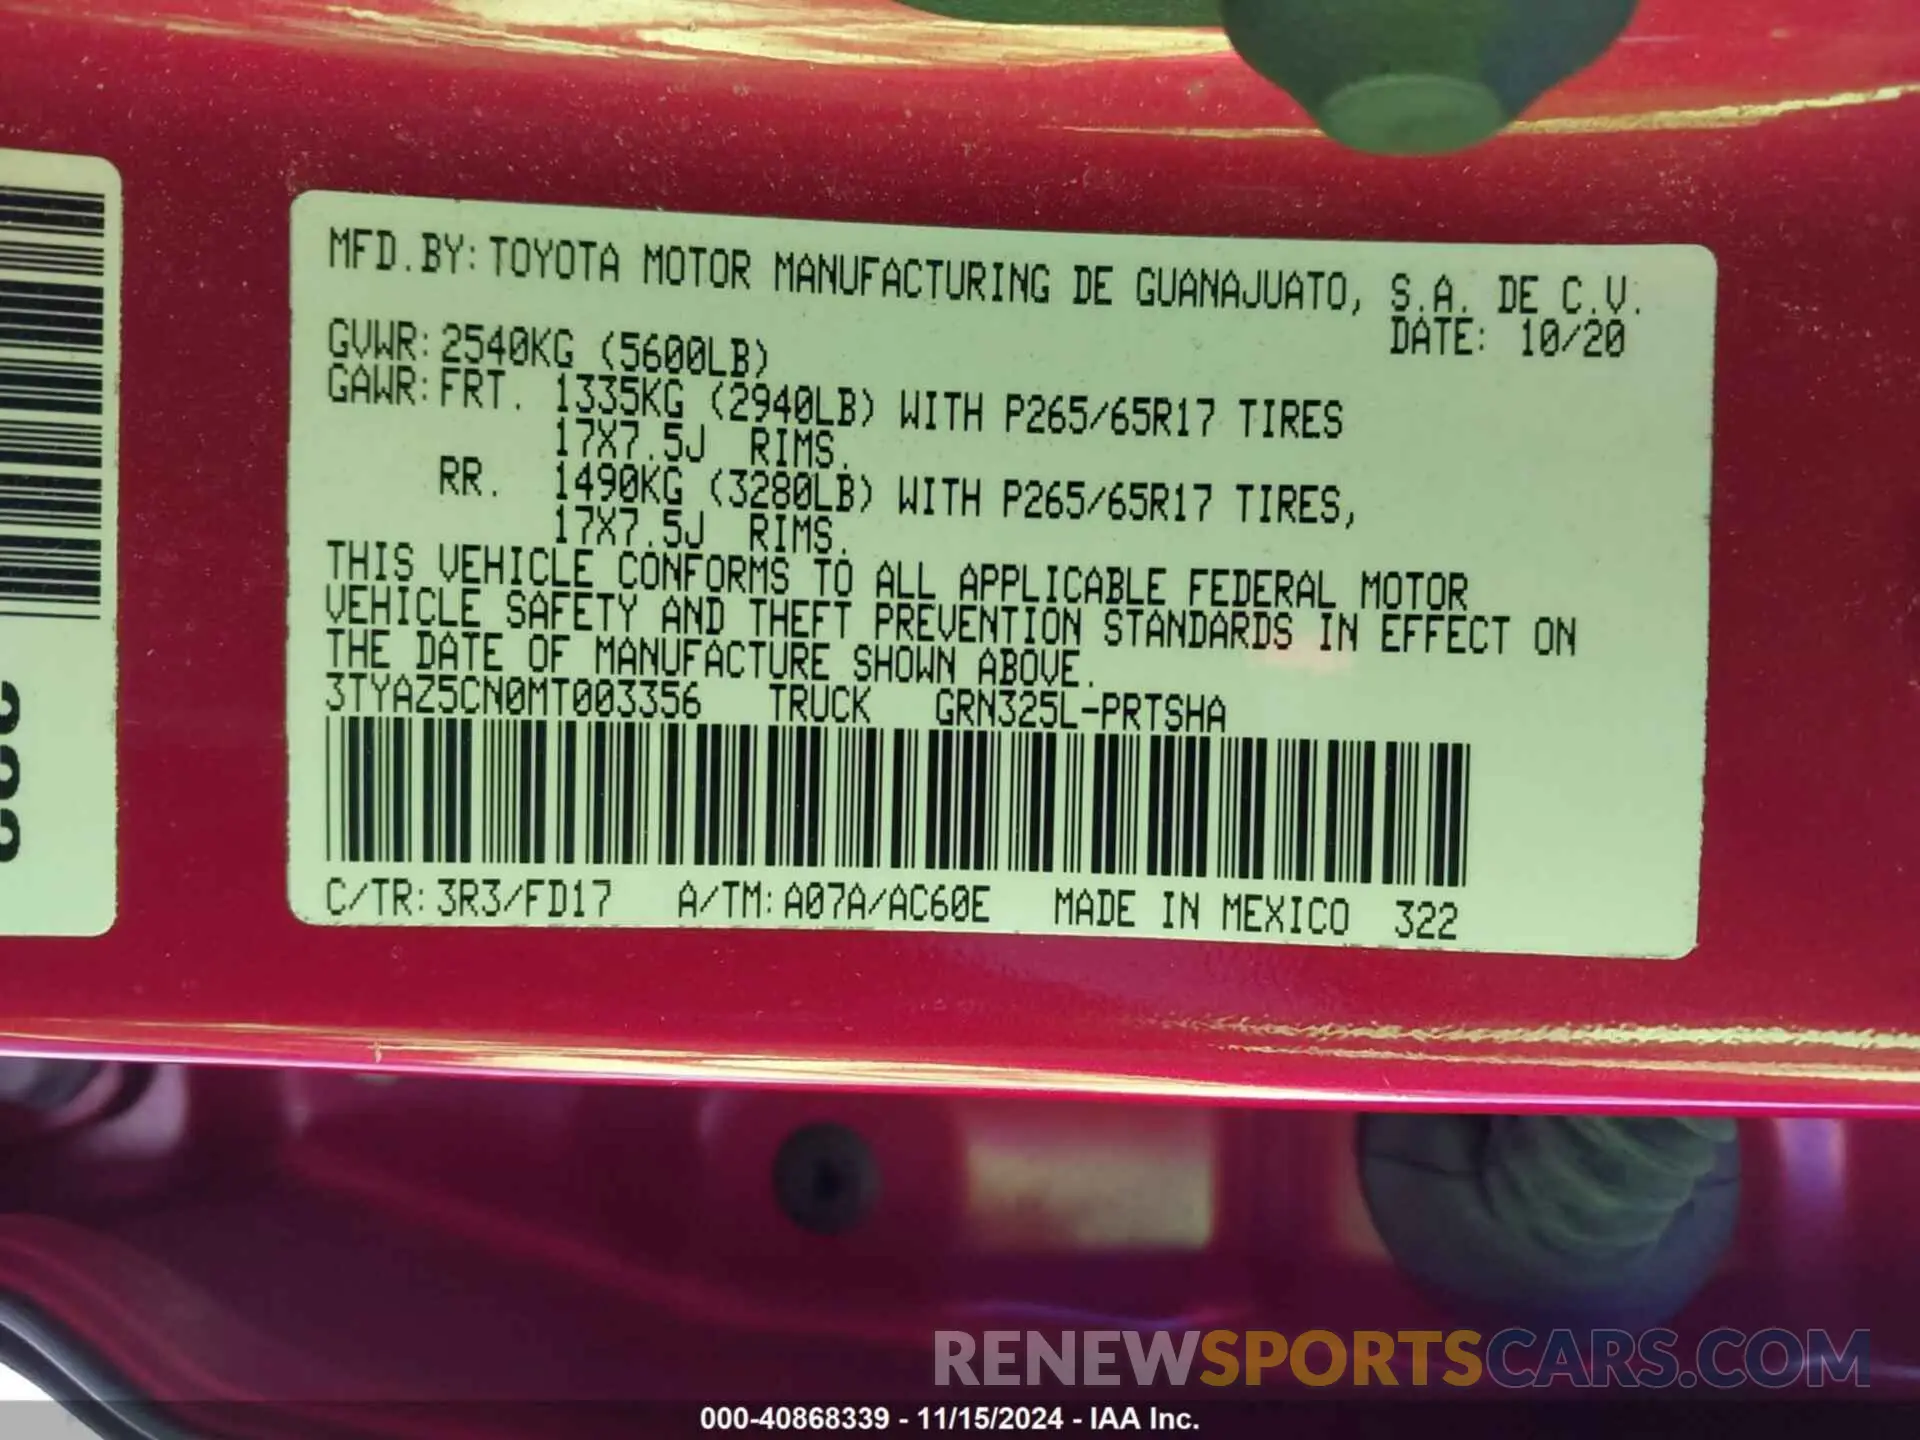 MFD.BY: TOYOTA MOTOR MANUFACTURING DE GUANAJUATO, S.A. DE C.V.
DATE: 10/20
GVWR: 2540KG (5600LB)
GAWR: FRT. 1335KG (2940LB) WITH P265/65R17 TIRES
17X7.5J RIMS.
RR. 1490KG (3280LB) WITH P265/65R17 TIRES,
17X7.5J RIMS.
THIS VEHICLE CONFORMS TO ALL APPLICABLE FEDERAL MOTOR
VEHICLE SAFETY AND THEFT PREVENTION STANDARDS IN EFFECT ON
THE DATE OF MANUFACTURE SHOWN ABOVE.
3TYAZ5CN0MT003356 TRUCK GRN325L-PRTSHA
C/TR: 3R3/FD17 A/TM: A07A/AC60E MADE IN MEXICO 322
RENEWSPORTSCARS.COM
000-40868339 - 11/15/2024 - IAA Inc.